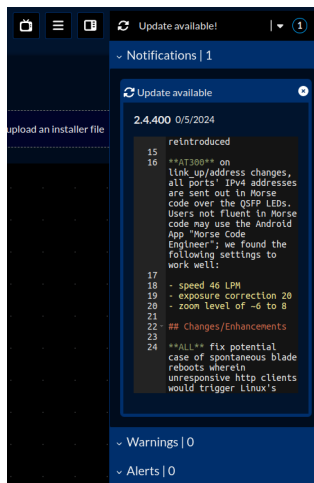 Update available! | 1
Notifications | 1
upload an installer file
Update available
2.4.400 0/5/2024
reintroduced
15
16 **AT300** on
link_up/address changes,
all ports' IPv4 addresses
are sent out in Morse
code over the QSFP LEDs.
Users not fluent in Morse
code may use the Android
App "Morse Code
Engineer"; we found the
following settings to
work well:
17
18 - speed 46 LPM
19 - exposure correction 20
20 - zoom level of ~6 to 8
21
22 ## Changes/Enhancements
23
24 **ALL** fix potential
case of spontaneous blade
reboots wherein
unresponsive http clients
would trigger Linux's
Warnings | 0
Alerts | 0